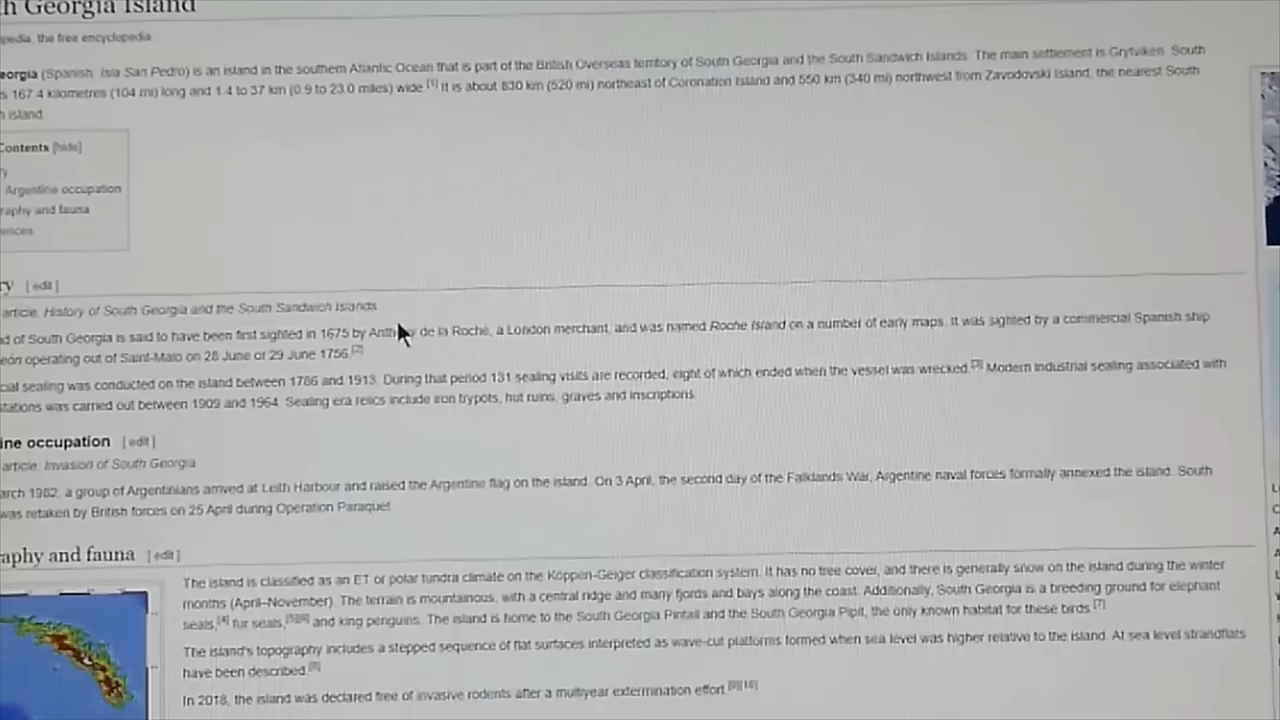 h Georgia Island
pedia, the free encyclopedia
eorgia (Spanish: Isla San Pedro) is an island in the southern Atlantic Ocean that is part of the British Overseas territory of South Georgia and the South Sandwich Islands. The main settlement is Grytviken. South
s 167.4 kilometres (104 mi) long and 1.4 to 37 km (0.9 to 23.0 miles) wide.[1] It is about 830 km (520 mi) northeast of Coronation Island and 550 km (340 mi) northwest from Zavodovski Island, the nearest South
h island.
Contents [hide]
ry
Argentine occupation
raphy and fauna
ences
ry [ edit ]
article: History of South Georgia and the South Sandwich Islands
d of South Georgia is said to have been first sighted in 1675 by Anth y de la Roché, a London merchant, and was named Roche Island on a number of early maps. It was sighted by a commercial Spanish ship
eón operating out of Saint-Malo on 28 June or 29 June 1756.[2]
cial sealing was conducted on the island between 1786 and 1913. During that period 131 sealing visits are recorded, eight of which ended when the vessel was wrecked.[3] Modern industrial sealing associated with
stations was carried out between 1909 and 1964. Sealing era relics include iron trypots, hut ruins, graves and inscriptions.
ine occupation [ edit ]
article: Invasion of South Georgia
arch 1982, a group of Argentinians arrived at Leith Harbour and raised the Argentine flag on the island. On 3 April, the second day of the Falklands War, Argentine naval forces formally annexed the island. South
was retaken by British forces on 25 April during Operation Paraquet.
aphy and fauna [ edit ]
The island is classified as an ET or polar tundra climate on the Köppen-Geiger classification system. It has no tree cover, and there is generally snow on the island during the winter
months (April–November). The terrain is mountainous, with a central ridge and many fjords and bays along the coast. Additionally, South Georgia is a breeding ground for elephant
seals,[4] fur seals,[5][6] and king penguins. The island is home to the South Georgia Pintail and the South Georgia Pipit, the only known habitat for these birds.[7]
The island's topography includes a stepped sequence of flat surfaces interpreted as wave-cut platforms formed when sea level was higher relative to the island. At sea level strandflats
have been described.[8]
In 2018, the island was declared free of invasive rodents after a multiyear extermination effort.[9][10]